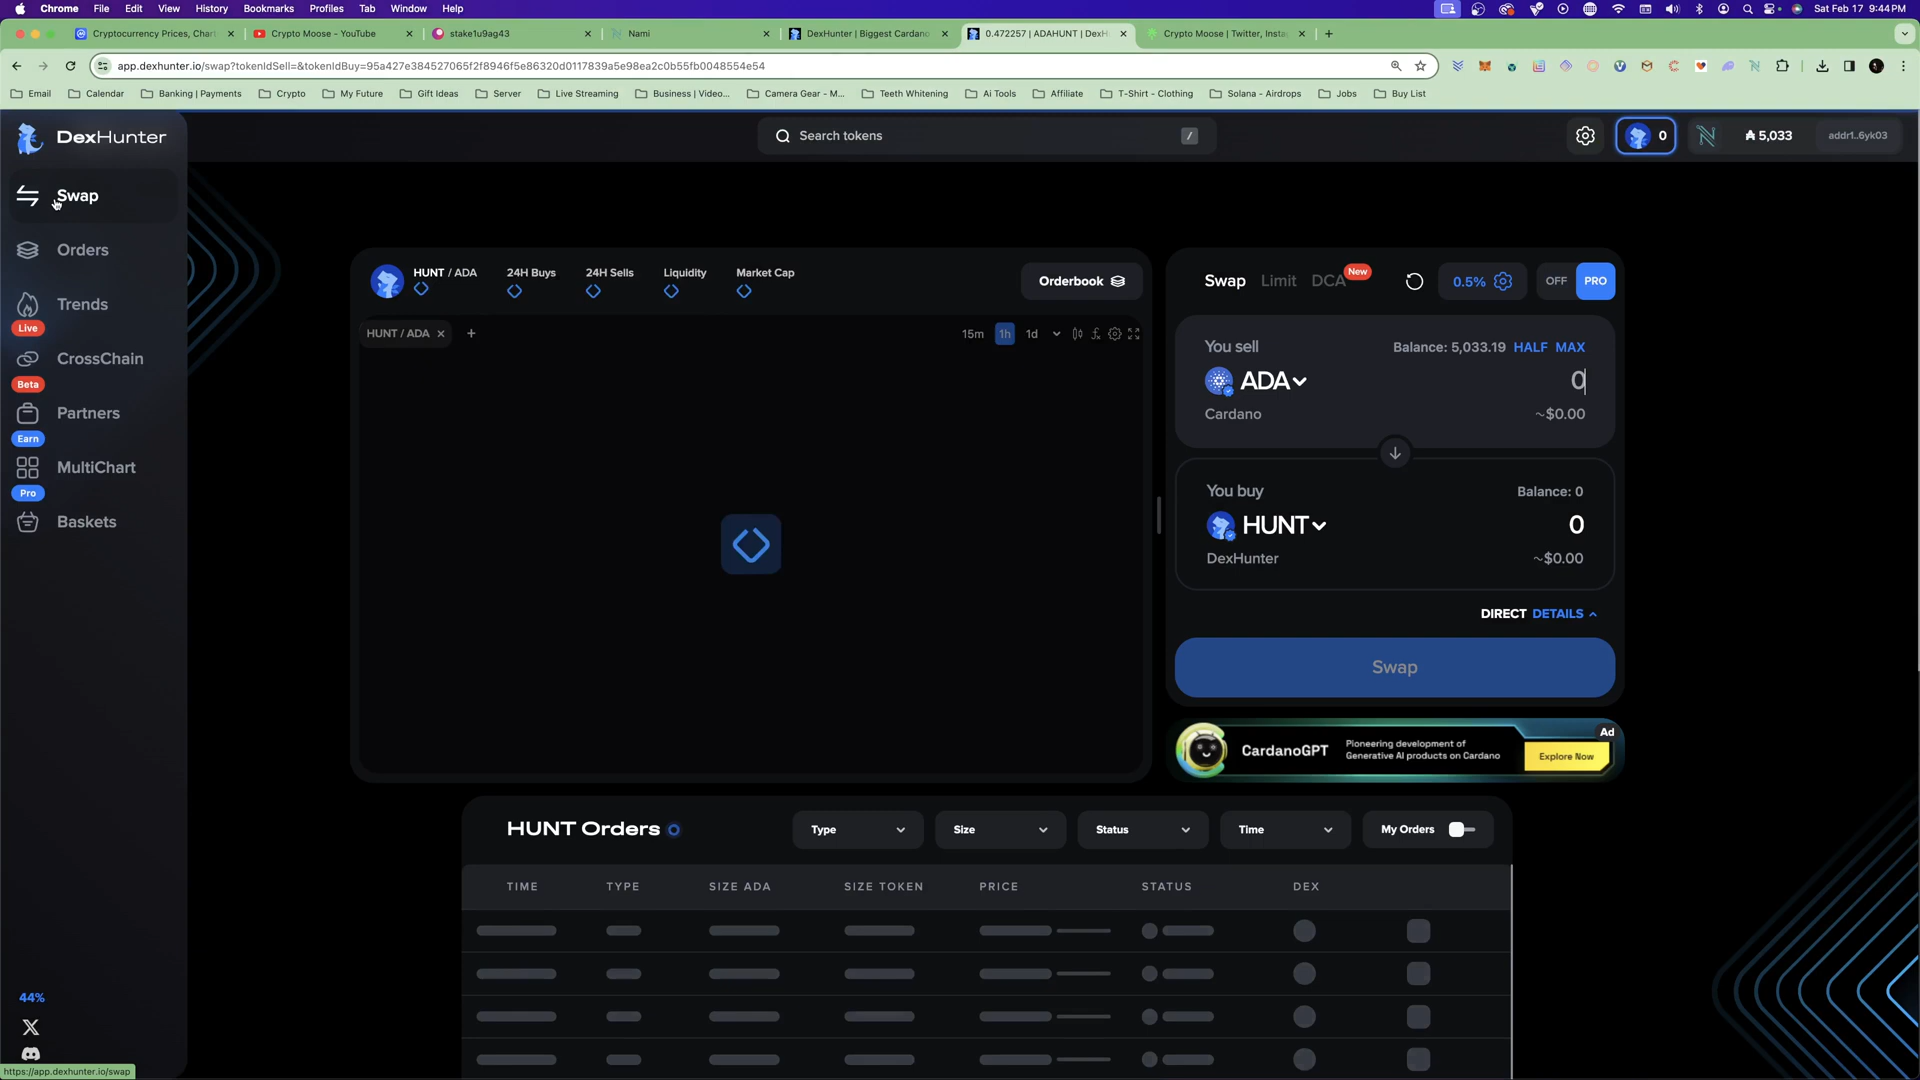 Chrome File Edit View History Bookmarks Profiles Tab Window Help Sat Feb 17 9:44 PM
Cryptocurrency Prices, Char × Crypto Moose - YouTube × stake1u9ag43 × Nami × DexHunter | Biggest Cardano × 0.472257 | ADAHUNT | DexH × Crypto Moose | Twitter, Insta × +
app.dexhunter.io/swap?tokenIdSell=&tokenIdBuy=95a427e384527065f2f8946f5e86320d0117839a5e98ea2c0b55fb0048554e54
Email Calendar Banking | Payments Crypto My Future Gift Ideas Server Live Streaming Business | Video... Camera Gear - M... Teeth Whitening Ai Tools Affiliate T-Shirt - Clothing Solana - Airdrops Jobs Buy List
DexHunter
Search tokens /
0
₳ 5,033
addr1..6yk03
Swap
Orders
Trends
Live
CrossChain
Beta
Partners
Earn
MultiChart
Pro
Baskets
44%
HUNT / ADA 24H Buys 24H Sells Liquidity Market Cap
Orderbook
HUNT / ADA × +
15m 1h 1d
Swap Limit DCA New
0.5%
OFF PRO
You sell Balance: 5,033.19 HALF MAX
ADA 0
Cardano ~$0.00
You buy Balance: 0
HUNT 0
DexHunter ~$0.00
DIRECT DETAILS
Swap
Ad
CardanoGPT
Pioneering development of
Generative AI products on Cardano
Explore Now
HUNT Orders
Type Size Status Time My Orders
TIME TYPE SIZE ADA SIZE TOKEN PRICE STATUS DEX
https://app.dexhunter.io/swap